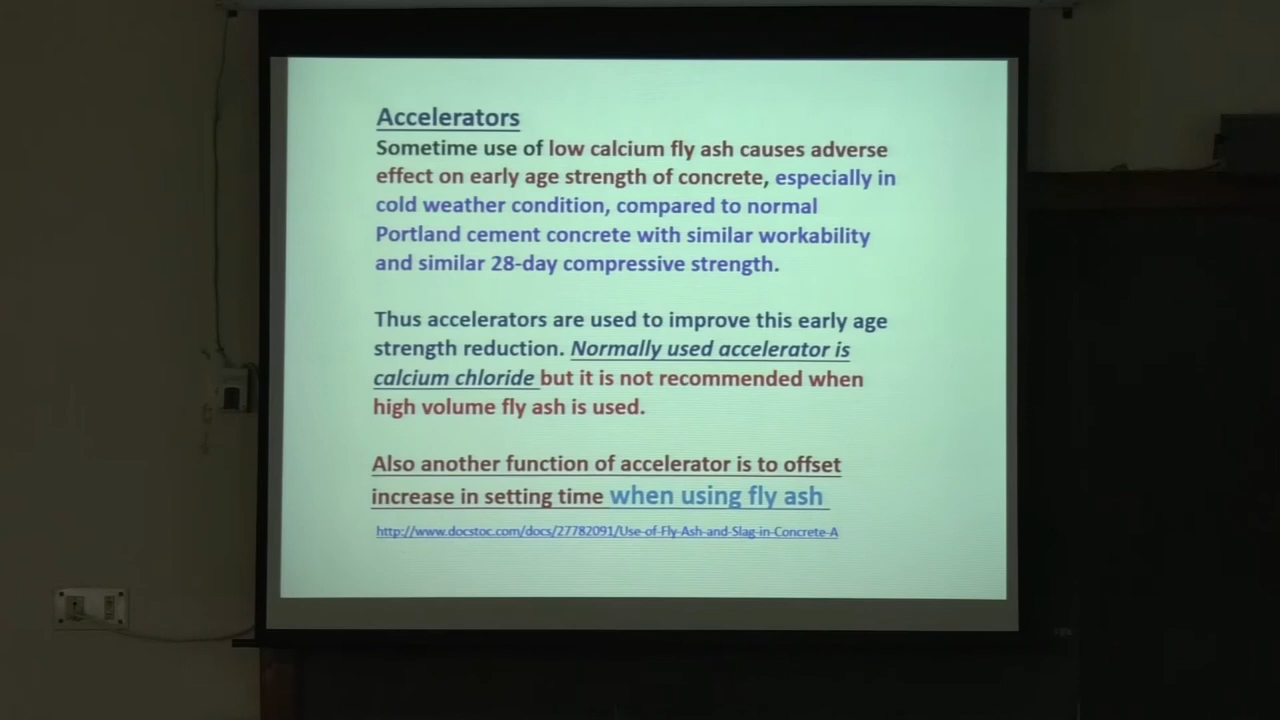 Accelerators
Sometime use of low calcium fly ash causes adverse
effect on early age strength of concrete, especially in
cold weather condition, compared to normal
Portland cement concrete with similar workability
and similar 28-day compressive strength.
Thus accelerators are used to improve this early age
strength reduction. Normally used accelerator is
calcium chloride but it is not recommended when
high volume fly ash is used.
Also another function of accelerator is to offset
increase in setting time when using fly ash
http://www.docstoc.com/docs/27782091/Use-of-Fly-Ash-and-Slag-in-Concrete-A